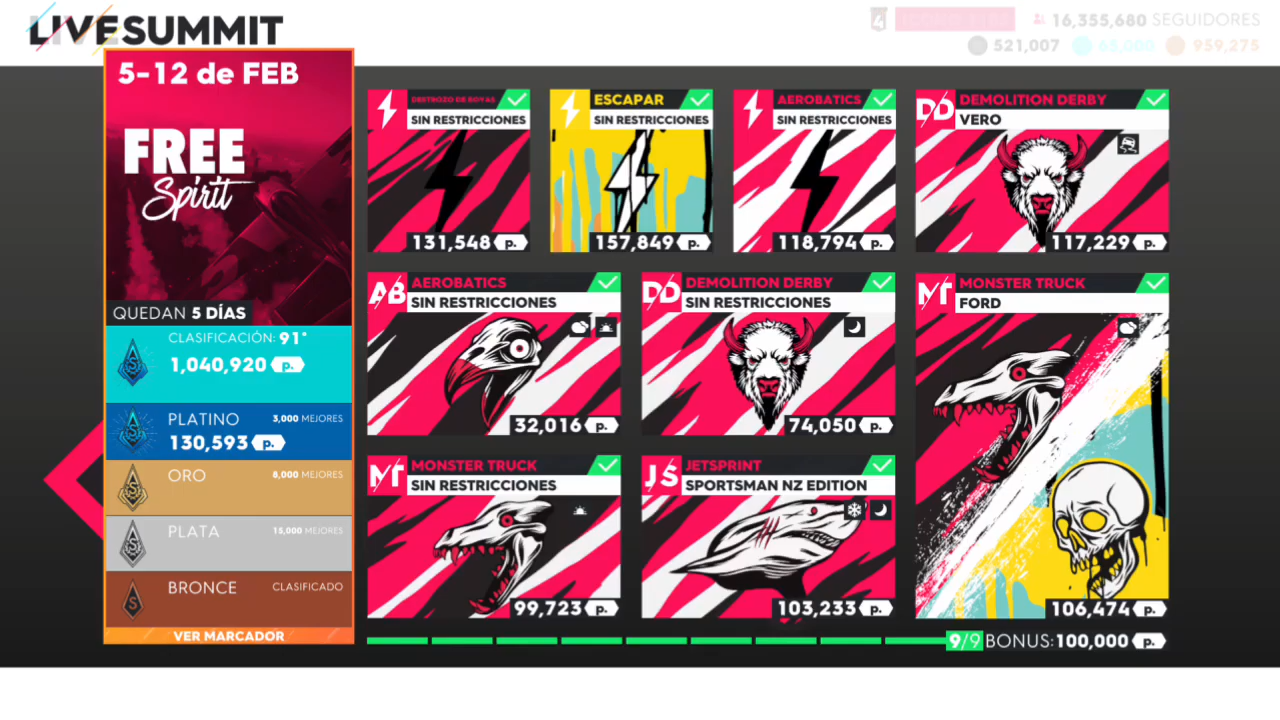 LIVESUMMIT
4
16,355,680 SEGUIDORES
521,007
65,000
959,275
5-12 de FEB
FREE
Spirit
QUEDAN 5 DÍAS
CLASIFICACIÓN: 91°
1,040,920 p.
PLATINO 3,000 MEJORES
130,593 p.
ORO 8,000 MEJORES
PLATA 15,000 MEJORES
BRONCE CLASIFICADO
VER MARCADOR
DESTROZO DE BOYAS
SIN RESTRICCIONES
131,548 p.
ESCAPAR
SIN RESTRICCIONES
157,849 p.
AEROBATICS
SIN RESTRICCIONES
118,794 p.
DD DEMOLITION DERBY
VERO
117,229 p.
AB AEROBATICS
SIN RESTRICCIONES
32,016 p.
DD DEMOLITION DERBY
SIN RESTRICCIONES
74,050 p.
MT MONSTER TRUCK
FORD
106,474 p.
MT MONSTER TRUCK
SIN RESTRICCIONES
99,723 p.
JS JETSPRINT
SPORTSMAN NZ EDITION
103,233 p.
9/9 BONUS: 100,000 p.